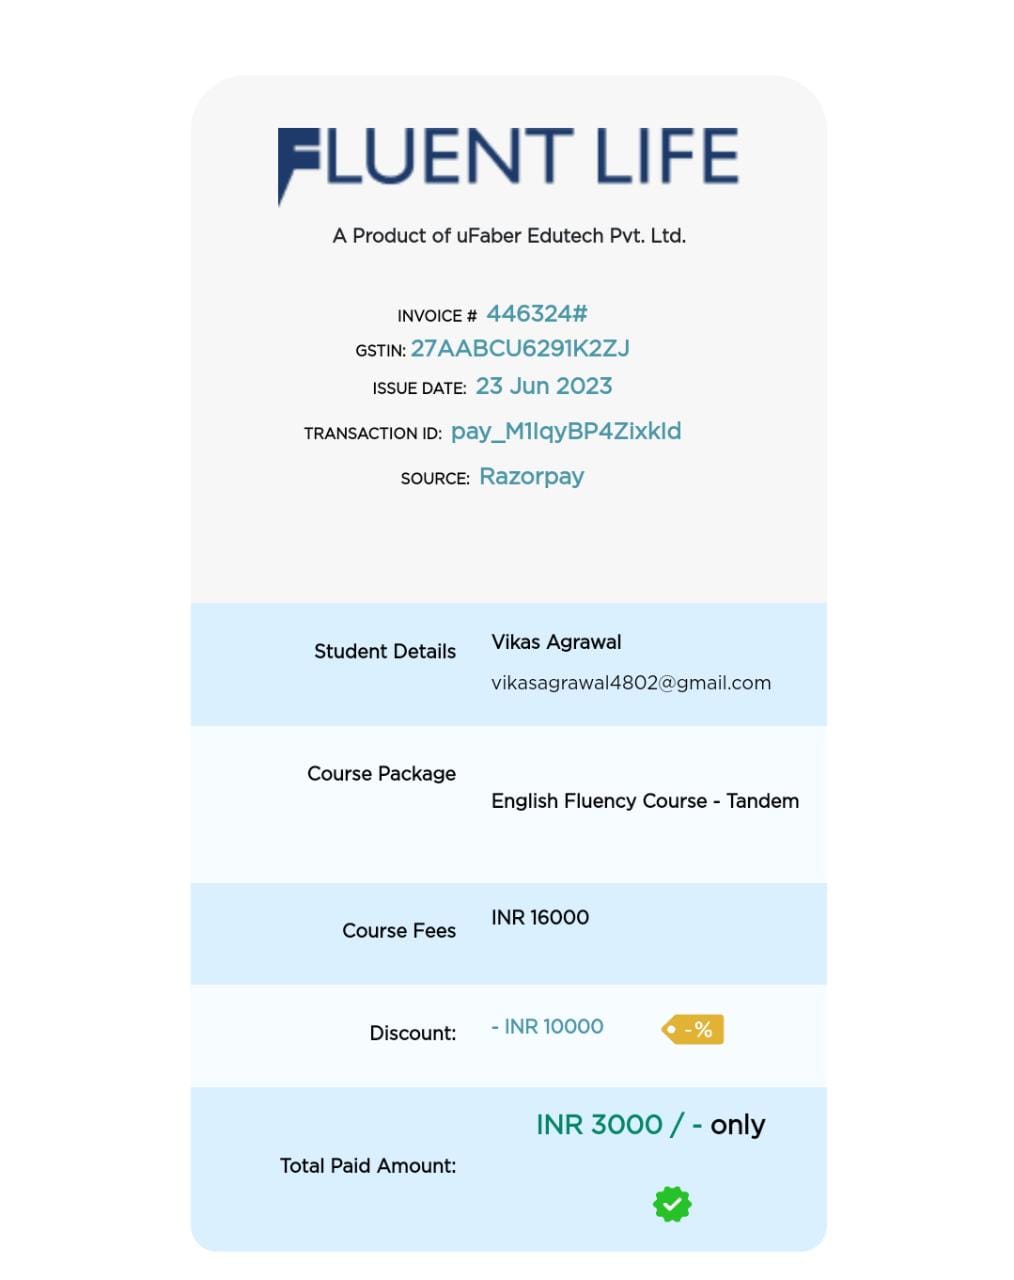 FLUENT LIFE
A Product of uFaber Edutech Pvt. Ltd.
INVOICE # 446324#
GSTIN: 27AABCU6291K2ZJ
ISSUE DATE: 23 Jun 2023
TRANSACTION ID: pay_M1IqyBP4ZixkId
SOURCE: Razorpay
Student Details
Vikas Agrawal
vikasagrawal4802@gmail.com
Course Package
English Fluency Course - Tandem
Course Fees
INR 16000
Discount:
- INR 10000
-%
Total Paid Amount:
INR 3000 / - only